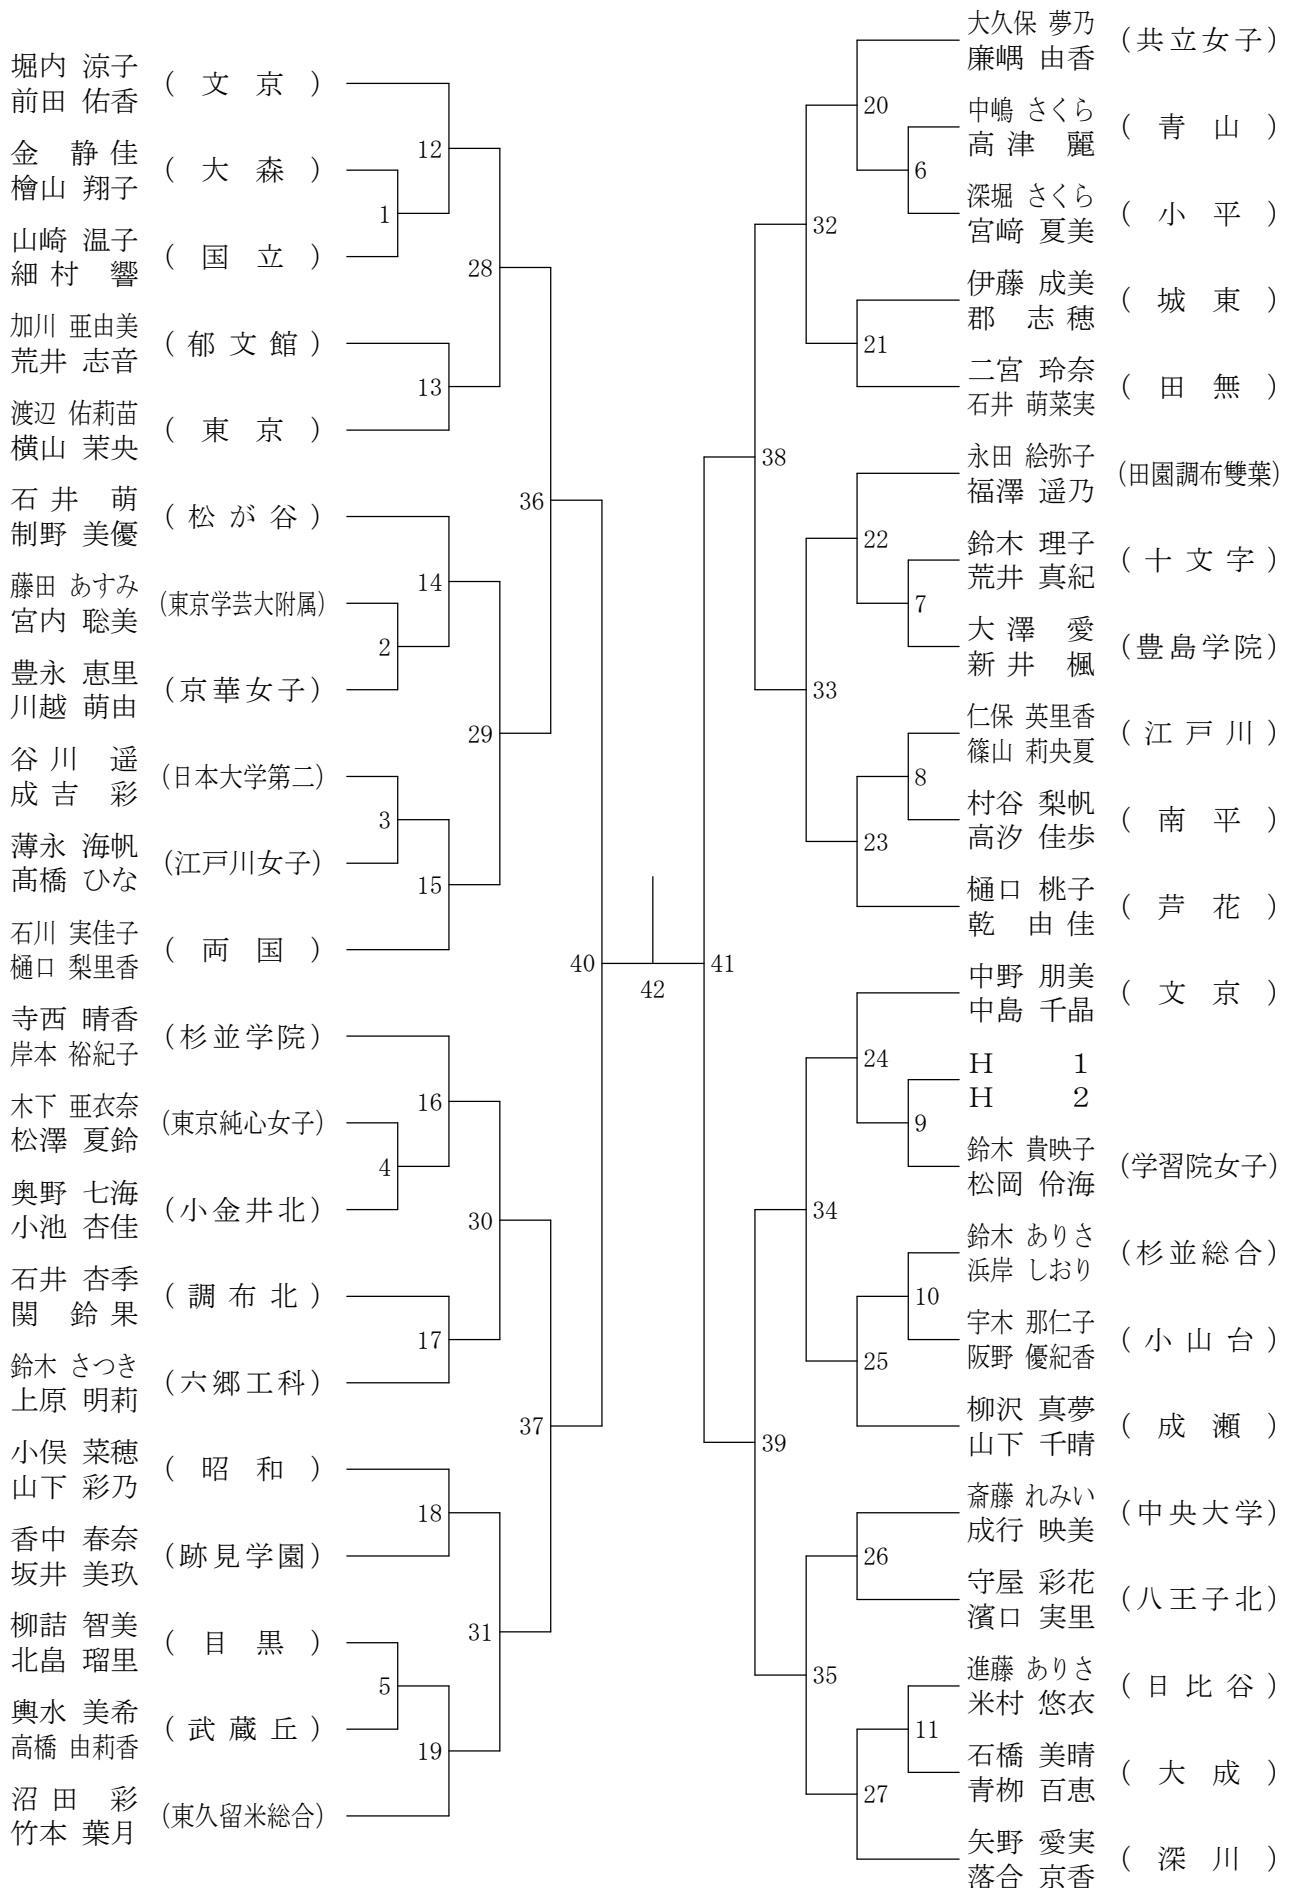 堀内 涼子
前田 佑香
( 文 京 )
金 静佳
檜山 翔子
( 大 森 )
山崎 温子
細村 響
( 国 立 )
加川 亜由美
荒井 志音
( 郁文館 )
渡辺 佑莉苗
横山 茉央
( 東 京 )
石井 萌
制野 美優
( 松が谷 )
藤田 あすみ
宮内 聡美
(東京学芸大附属)
豊永 恵里
川越 萌由
(京華女子)
谷川 遥
成吉 彩
(日本大学第二)
薄永 海帆
髙橋 ひな
(江戸川女子)
石川 実佳子
樋口 梨里香
( 両 国 )
寺西 晴香
岸本 裕紀子
(杉並学院)
木下 亜衣奈
松澤 夏鈴
(東京純心女子)
奥野 七海
小池 杏佳
(小金井北)
石井 杏季
関 鈴果
( 調布北 )
鈴木 さつき
上原 明莉
(六郷工科)
小俣 菜穂
山下 彩乃
( 昭 和 )
香中 春奈
坂井 美玖
(跡見学園)
柳詰 智美
北畠 瑠里
( 目 黒 )
輿水 美希
高橋 由莉香
( 武蔵丘 )
沼田 彩
竹本 葉月
(東久留米総合)
12
1
28
13
36
14
2
29
3
15
40
16
4
30
17
37
18
31
5
19
42
41
20
6
32
21
38
22
7
33
8
23
24
9
34
10
25
39
26
35
11
27
大久保 夢乃
廉嵎 由香
(共立女子)
中嶋 さくら
高津 麗
( 青 山 )
深堀 さくら
宮﨑 夏美
( 小 平 )
伊藤 成美
郡 志穂
( 城 東 )
二宮 玲奈
石井 萌菜実
( 田 無 )
永田 絵弥子
福澤 遥乃
(田園調布雙葉)
鈴木 理子
荒井 真紀
( 十文字 )
大澤 愛
新井 楓
(豊島学院)
仁保 英里香
篠山 莉央夏
( 江戸川 )
村谷 梨帆
高汐 佳歩
( 南 平 )
樋口 桃子
乾 由佳
( 芦 花 )
中野 朋美
中島 千晶
( 文 京 )
H 1
H 2
鈴木 貴映子
松岡 伶海
(学習院女子)
鈴木 ありさ
浜岸 しおり
(杉並総合)
宇木 那仁子
阪野 優紀香
( 小山台 )
柳沢 真夢
山下 千晴
( 成 瀬 )
斎藤 れみい
成行 映美
(中央大学)
守屋 彩花
濱口 実里
(八王子北)
進藤 ありさ
米村 悠衣
( 日比谷 )
石橋 美晴
青栁 百恵
( 大 成 )
矢野 愛実
落合 京香
( 深 川 )